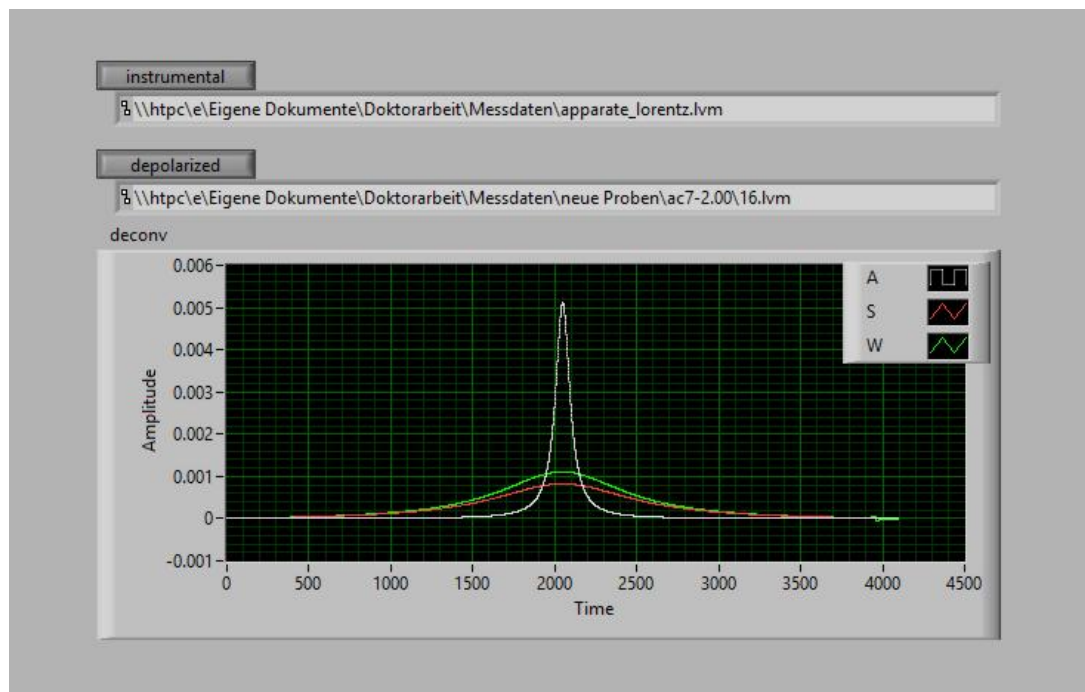 instrumental
\\htpc\e\Eigene Dokumente\Doktorarbeit\Messdaten\apparate_lorentz.lvm
depolarized
\\htpc\e\Eigene Dokumente\Doktorarbeit\Messdaten\neue Proben\ac7-2.00\16.lvm
deconv
A
S
W
Amplitude
0.006
0.005
0.004
0.003
0.002
0.001
0
-0.001
0 500 1000 1500 2000 2500 3000 3500 4000 4500
Time